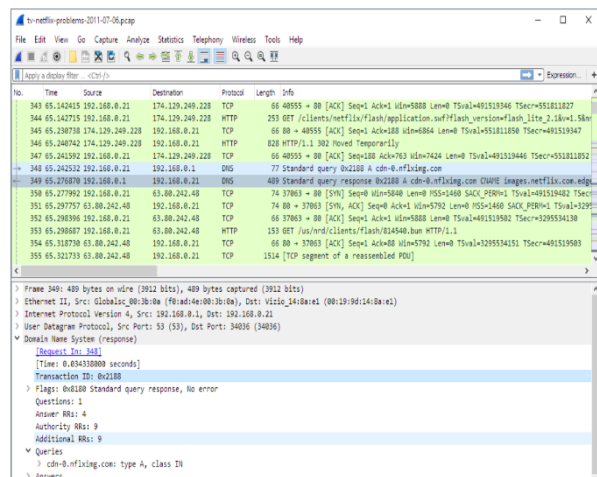 tv-netflix-problems-2011-07-06.pcap
File Edit View Go Capture Analyze Statistics Telephony Wireless Tools Help
Apply a display filter ... <Ctrl-/> Expression... +
No. Time Source Destination Protocol Length Info
343 65.142415 192.168.0.21 174.129.249.228 TCP 66 40555 → 80 [ACK] Seq=1 Ack=1 Win=5888 Len=0 TSval=491519346 TSecr=551811827
344 65.142715 192.168.0.21 174.129.249.228 HTTP 253 GET /clients/netflix/flash/application.swf?flash_version=flash_lite_2.1&v=1.5&nr
345 65.230738 174.129.249.228 192.168.0.21 TCP 66 80 → 40555 [ACK] Seq=1 Ack=188 Win=6864 Len=0 TSval=551811850 TSecr=491519347
346 65.240742 174.129.249.228 192.168.0.21 HTTP 828 HTTP/1.1 302 Moved Temporarily
347 65.241592 192.168.0.21 174.129.249.228 TCP 66 40555 → 80 [ACK] Seq=188 Ack=763 Win=7424 Len=0 TSval=491519446 TSecr=551811852
348 65.242532 192.168.0.21 192.168.0.1 DNS 77 Standard query 0x2188 A cdn-0.nflximg.com
349 65.276870 192.168.0.1 192.168.0.21 DNS 489 Standard query response 0x2188 A cdn-0.nflximg.com CNAME images.netflix.com.edge
350 65.277992 192.168.0.21 63.80.242.48 TCP 74 37063 → 80 [SYN] Seq=0 Win=5840 Len=0 MSS=1460 SACK_PERM=1 TSval=491519482 TSecr
351 65.297757 63.80.242.48 192.168.0.21 TCP 74 80 → 37063 [SYN, ACK] Seq=0 Ack=1 Win=5792 Len=0 MSS=1460 SACK_PERM=1 TSval=3295
352 65.298396 192.168.0.21 63.80.242.48 TCP 66 37063 → 80 [ACK] Seq=1 Ack=1 Win=5888 Len=0 TSval=491519502 TSecr=3295534130
353 65.298687 192.168.0.21 63.80.242.48 HTTP 153 GET /us/nrd/clients/flash/814540.bun HTTP/1.1
354 65.318730 63.80.242.48 192.168.0.21 TCP 66 80 → 37063 [ACK] Seq=1 Ack=88 Win=5792 Len=0 TSval=3295534151 TSecr=491519503
355 65.321733 63.80.242.48 192.168.0.21 TCP 1514 [TCP segment of a reassembled PDU]
Frame 349: 489 bytes on wire (3912 bits), 489 bytes captured (3912 bits)
Ethernet II, Src: Globalsc_00:3b:0a (f0:ad:4e:00:3b:0a), Dst: Vizio_14:8a:e1 (00:19:9d:14:8a:e1)
Internet Protocol Version 4, Src: 192.168.0.1, Dst: 192.168.0.21
User Datagram Protocol, Src Port: 53 (53), Dst Port: 34036 (34036)
Domain Name System (response)
[Request In: 348]
[Time: 0.034338000 seconds]
Transaction ID: 0x2188
Flags: 0x8180 Standard query response, No error
Questions: 1
Answer RRs: 4
Authority RRs: 9
Additional RRs: 9
Queries
cdn-0.nflximg.com: type A, class IN
Answers